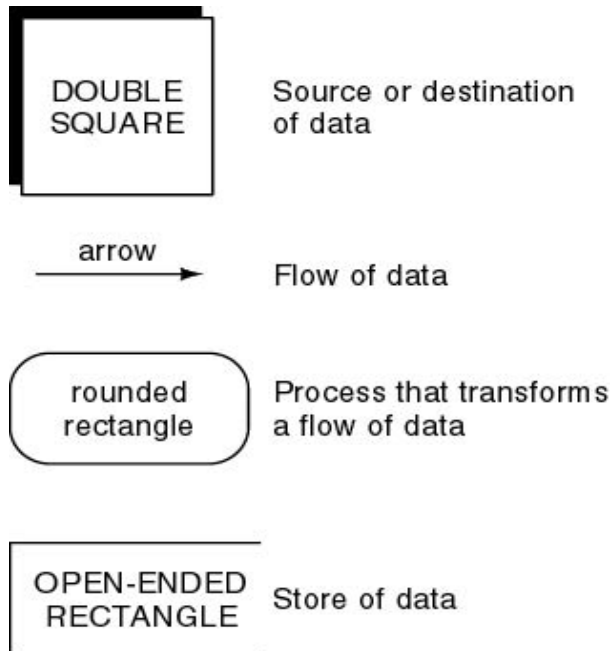 DOUBLE
SQUARE
Source or destination
of data
arrow
Flow of data
rounded
rectangle
Process that transforms
a flow of data
OPEN-ENDED
RECTANGLE
Store of data